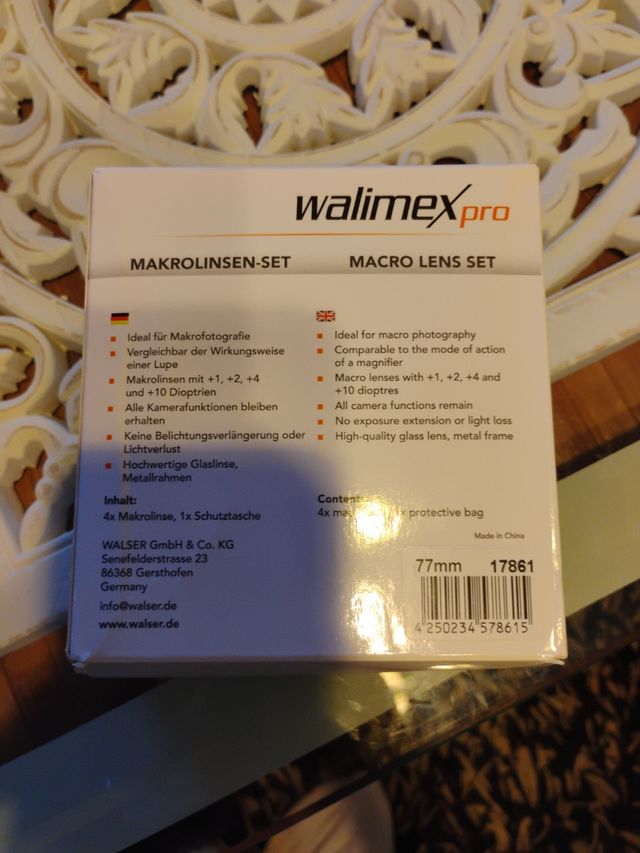 walimex pro
MAKROLINSEN-SET
Ideal für Makrofotografie
Vergleichbar der Wirkungsweise
einer Lupe
Makrolinsen mit +1, +2, +4
und +10 Dioptrien
Alle Kamerafunktionen bleiben
erhalten
Keine Belichtungsverlängerung oder
Lichtverlust
Hochwertige Glaslinse,
Metallrahmen
Inhalt:
4x Makrolinse, 1x Schutztasche
WALSER GmbH & Co. KG
Senefelderstrasse 23
86368 Gersthofen
Germany
info@walser.de
www.walser.de
MACRO LENS SET
Ideal for macro photography
Comparable to the mode of action
of a magnifier
Macro lenses with +1, +2, +4 and
+10 dioptres
All camera functions remain
No exposure extension or light loss
High-quality glass lens, metal frame
4x protective bag
Made in China
77mm 17861
4 250234 578615